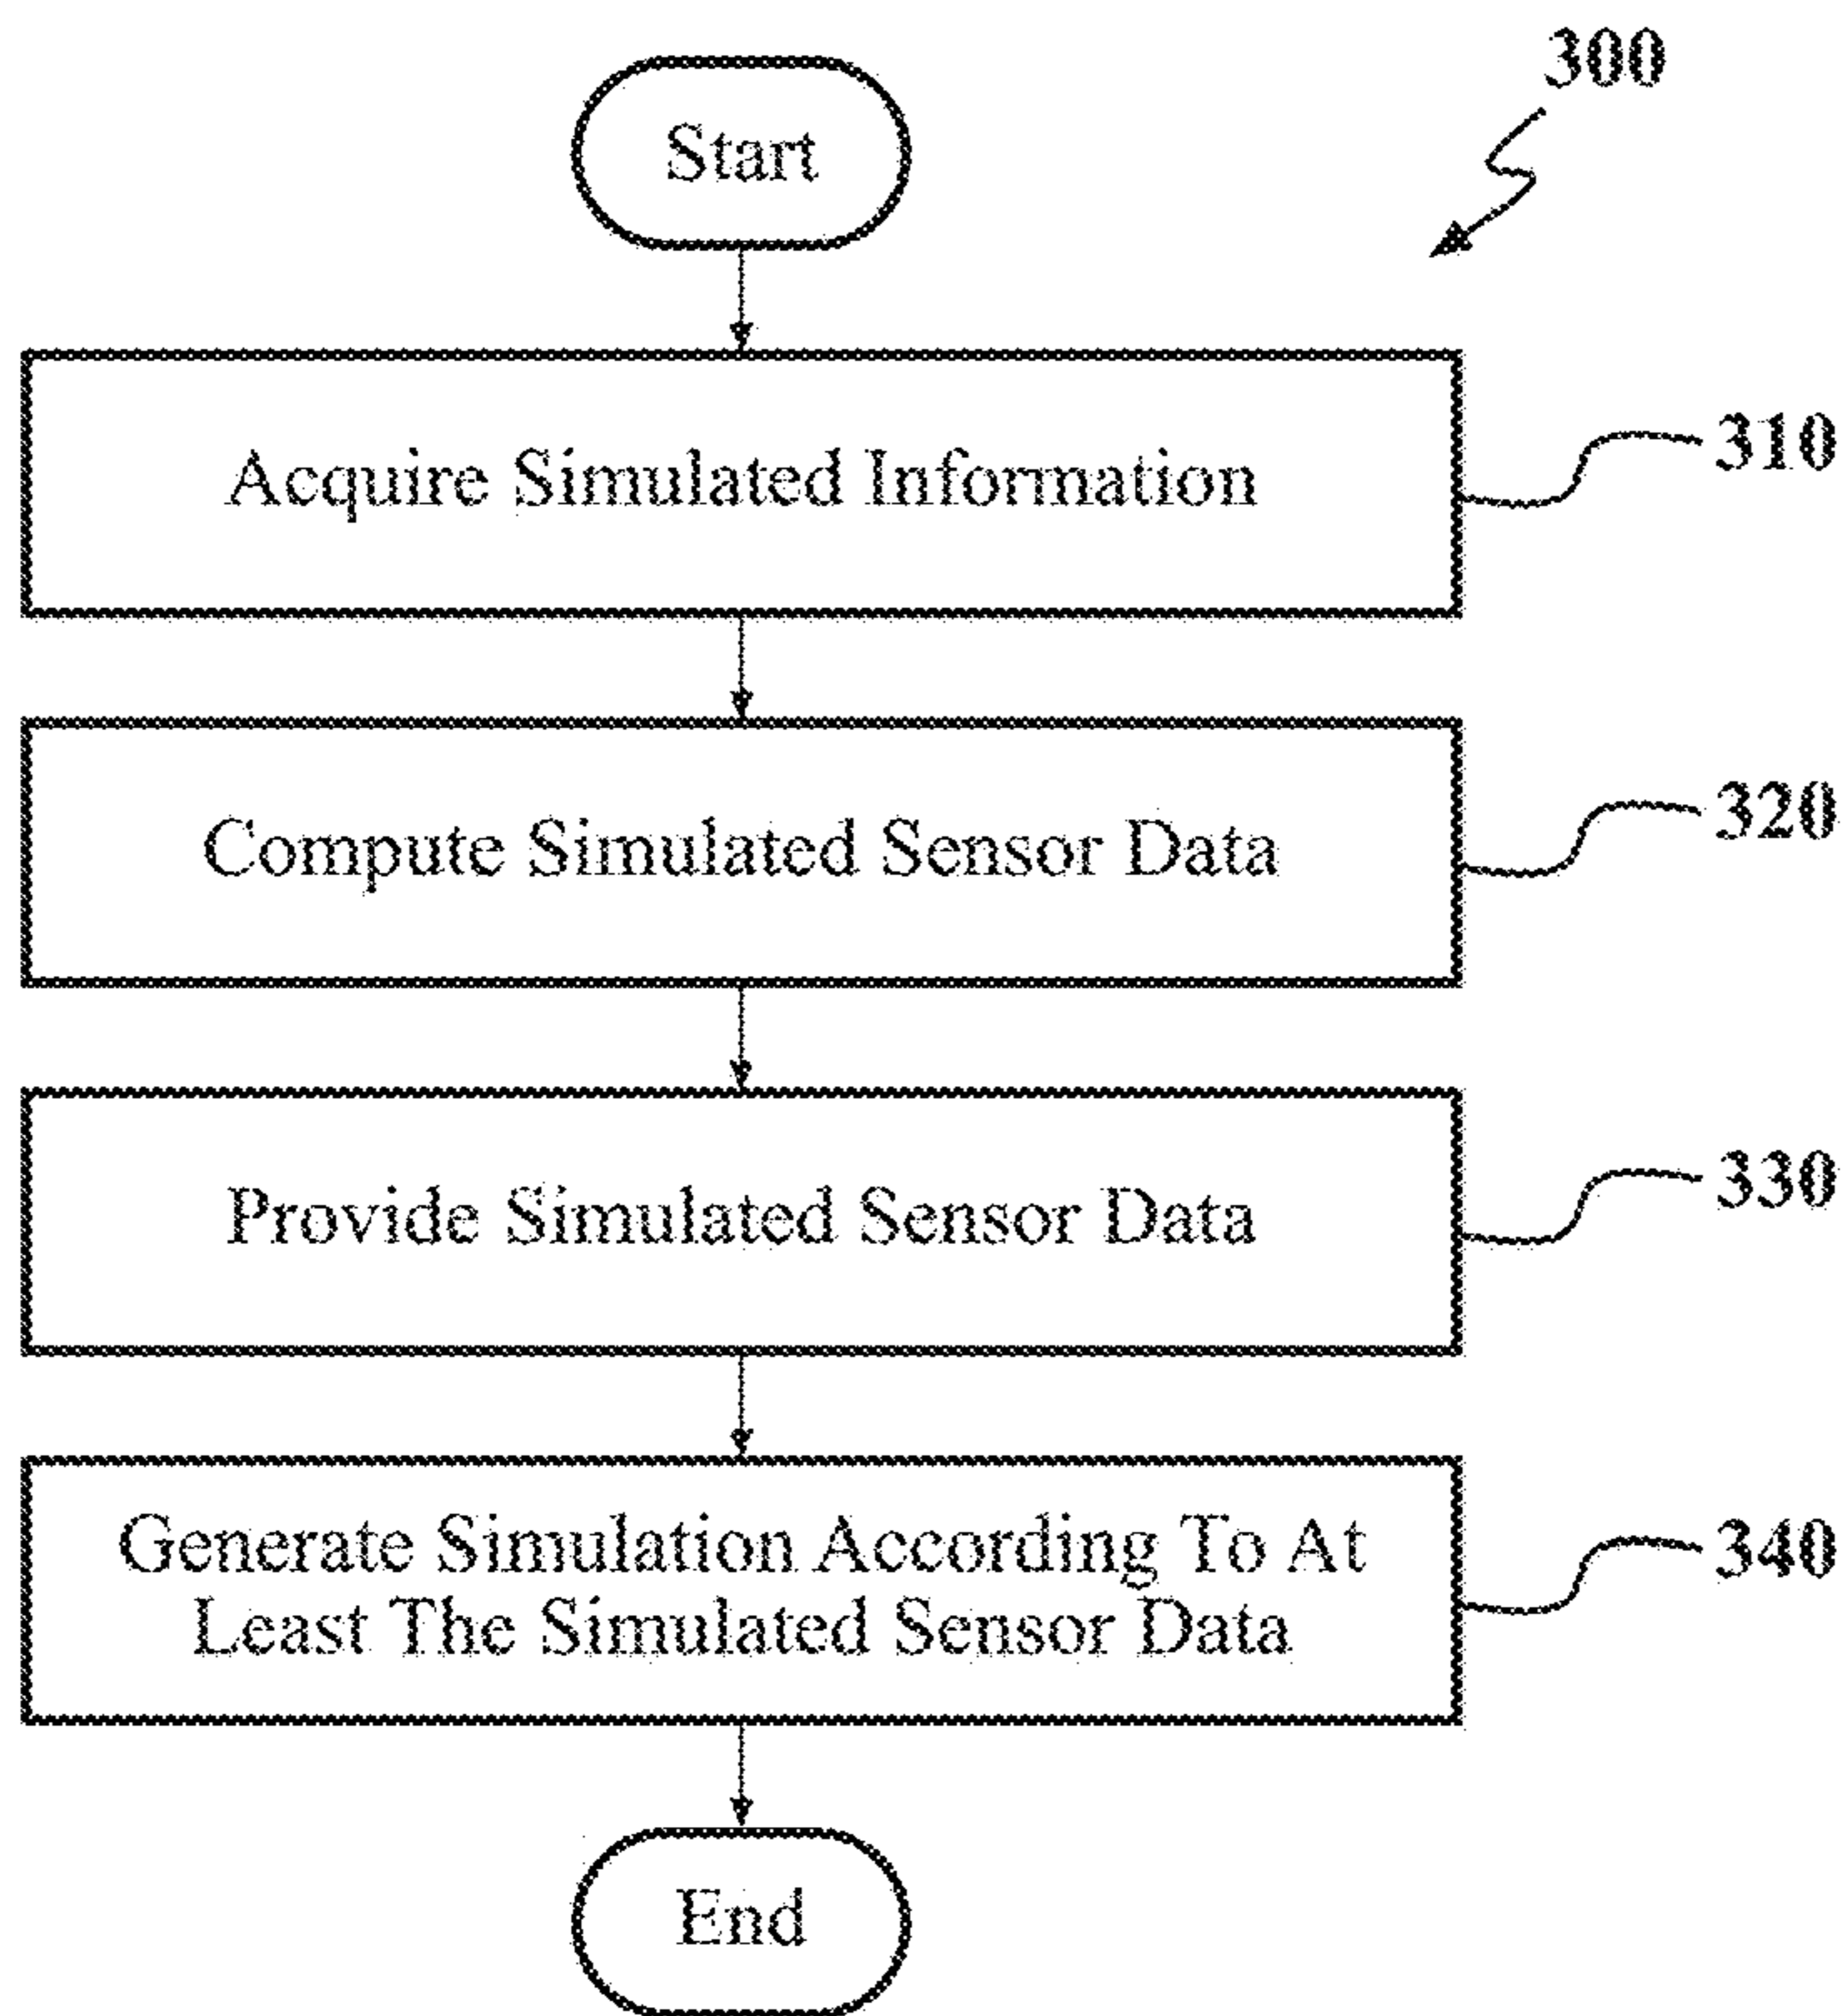 300
Start
Acquire Simulated Information
310
Compute Simulated Sensor Data
320
Provide Simulated Sensor Data
330
Generate Simulation According To At
Least The Simulated Sensor Data
340
End